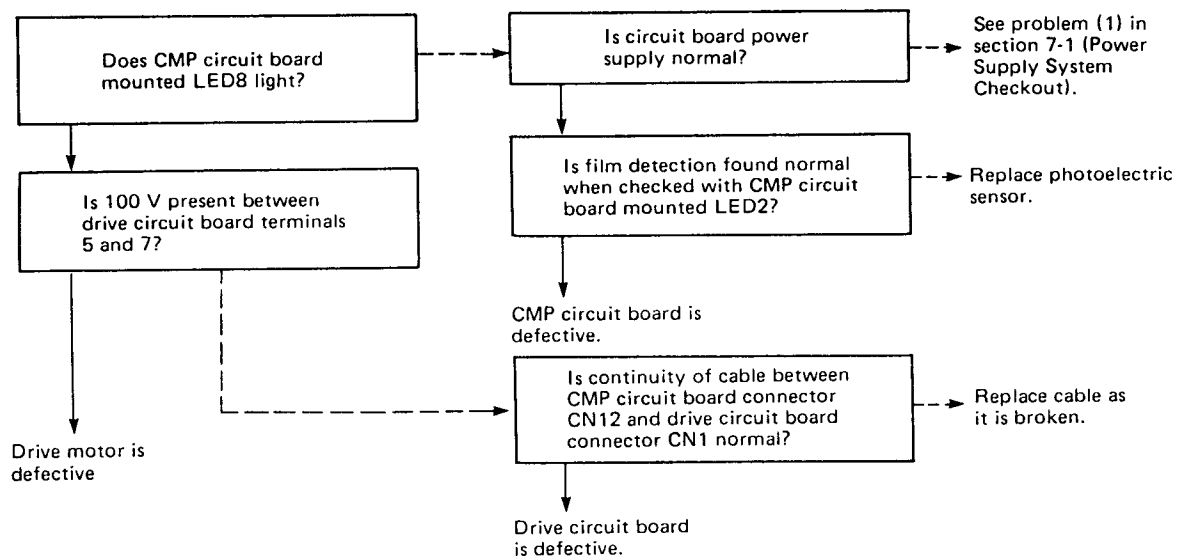 Does CMP circuit board
mounted LED8 light?
Is circuit board power
supply normal?
See problem (1) in
section 7-1 (Power
Supply System
Checkout).
Is 100 V present between
drive circuit board terminals
5 and 7?
Is film detection found normal
when checked with CMP circuit
board mounted LED2?
Replace photoelectric
sensor.
CMP circuit board is
defective.
Is continuity of cable between
CMP circuit board connector
CN12 and drive circuit board
connector CN1 normal?
Replace cable as
it is broken.
Drive motor is
defective
Drive circuit board
is defective.